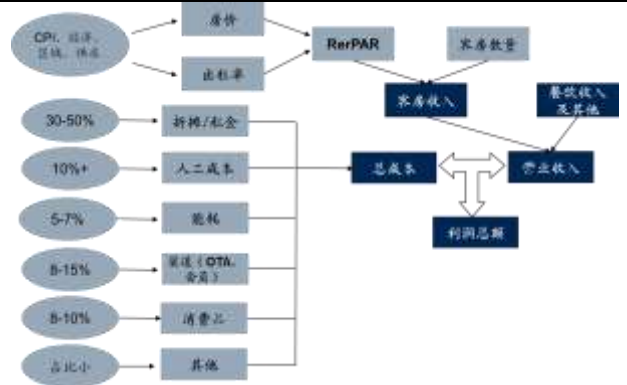 CPI、经济、
区域、供应
房价
出租率
RerPAR
客房数量
客房收入
餐饮收入
及其他
30-50%
折摊/租金
10%+
人工成本
总成本
营业收入
5-7%
能耗
利润总额
8-15%
渠道（OTA、
会员）
8-10%
消费品
占比小
其他